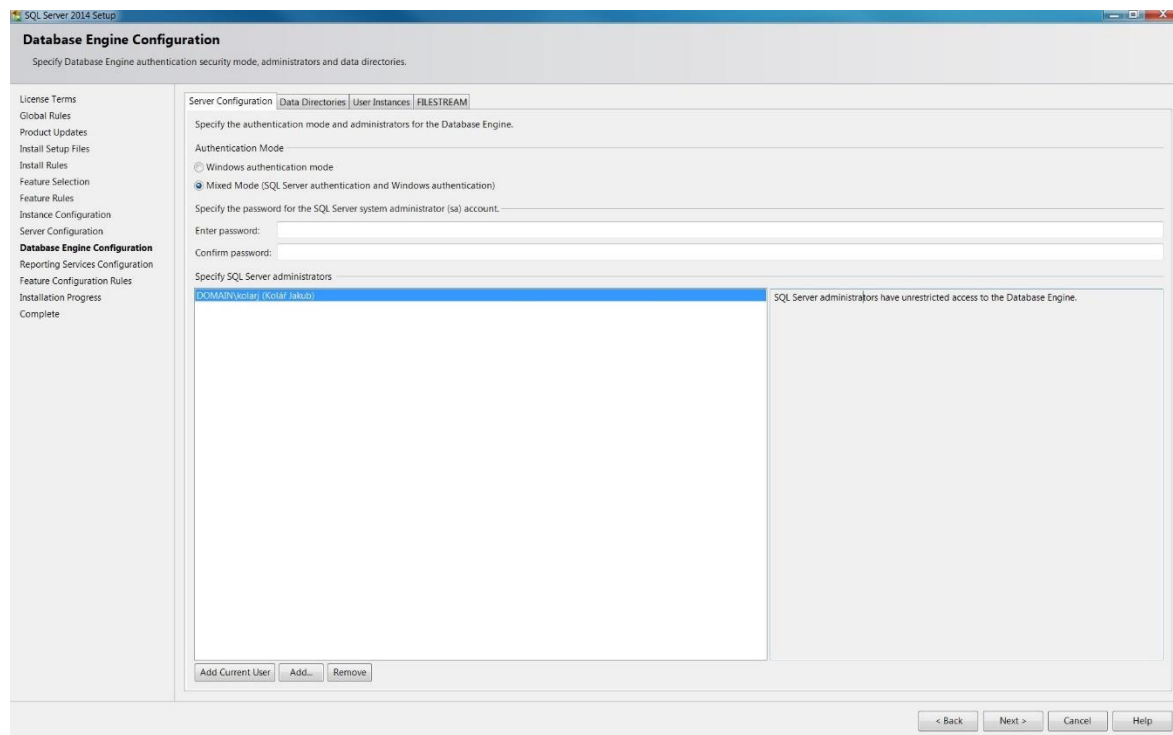 SQL Server 2014 Setup
Database Engine Configuration
Specify Database Engine authentication security mode, administrators and data directories.
License Terms
Global Rules
Product Updates
Install Setup Files
Install Rules
Feature Selection
Feature Rules
Instance Configuration
Server Configuration
Database Engine Configuration
Reporting Services Configuration
Feature Configuration Rules
Installation Progress
Complete
Server Configuration Data Directories User Instances FILESTREAM
Specify the authentication mode and administrators for the Database Engine.
Authentication Mode
Windows authentication mode
Mixed Mode (SQL Server authentication and Windows authentication)
Specify the password for the SQL Server system administrator (sa) account.
Enter password:
Confirm password:
Specify SQL Server administrators
DOMAIN\kolarj (Kolář Jakub)
SQL Server administrators have unrestricted access to the Database Engine.
Add Current User Add... Remove
< Back Next > Cancel Help